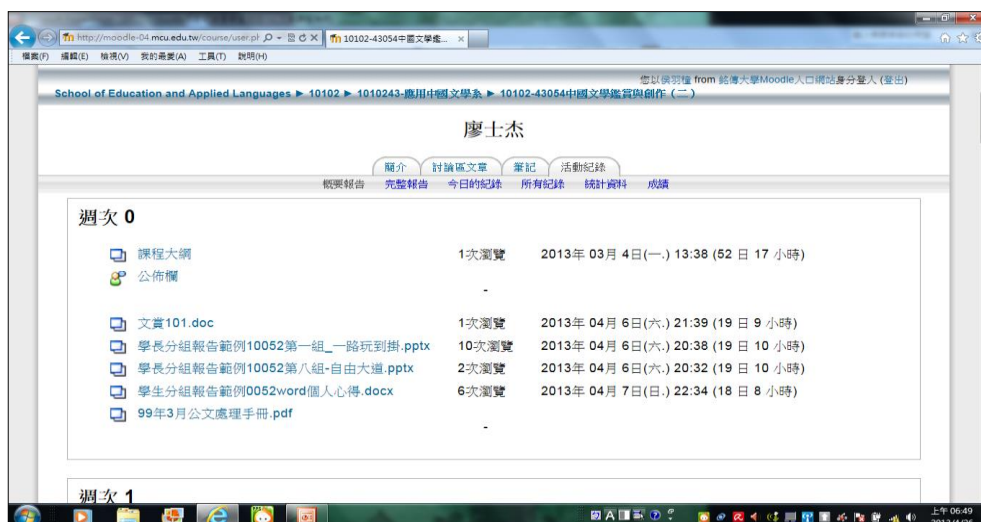 http://moodle-04.mcu.edu.tw/course/user.ph
10102-43054中國文學鑑...
檔案(F) 編輯(E) 檢視(V) 我的最愛(A) 工具(T) 說明(H)
您以侯羽橦 from 銘傳大學Moodle入口網站身分登入 (登出)
School of Education and Applied Languages ► 10102 ► 1010243-應用中國文學系 ► 10102-43054中國文學鑑賞與創作（二）
廖士杰
簡介 討論區文章 筆記 活動紀錄
概要報告 完整報告 今日的紀錄 所有紀錄 統計資料 成績
週次 0
課程大綱 1次瀏覽 2013年 03月 4日(一.) 13:38 (52 日 17 小時)
公佈欄
-
文賞101.doc 1次瀏覽 2013年 04月 6日(六.) 21:39 (19 日 9 小時)
學長分組報告範例10052第一組_一路玩到掛.pptx 10次瀏覽 2013年 04月 6日(六.) 20:38 (19 日 10 小時)
學長分組報告範例10052第八組-自由大道.pptx 2次瀏覽 2013年 04月 6日(六.) 20:32 (19 日 10 小時)
學生分組報告範例0052word個人心得.docx 6次瀏覽 2013年 04月 7日(日.) 22:34 (18 日 8 小時)
99年3月公文處理手冊.pdf
-
週次 1
上午 06:49